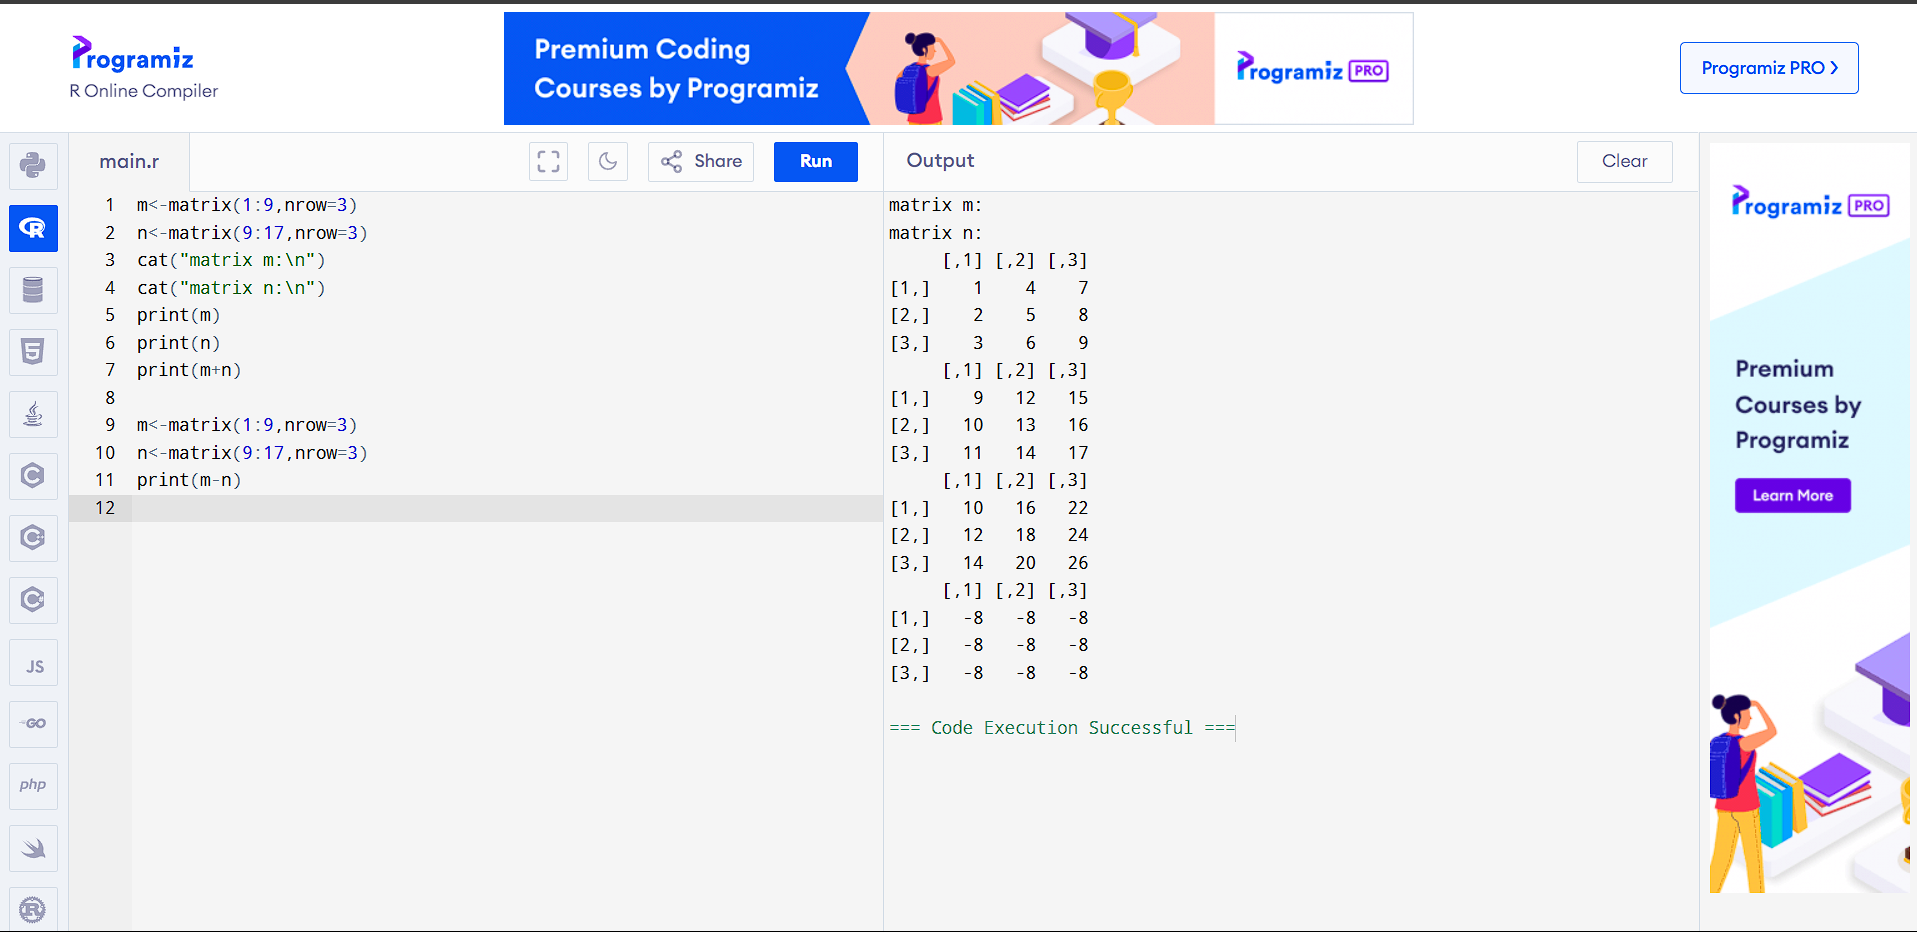 Programiz
R Online Compiler
Premium Coding
Courses by Programiz
Programiz PRO
Programiz PRO ›
main.r
Share
Run
Output
Clear
1 m<-matrix(1:9,nrow=3)
2 n<-matrix(9:17,nrow=3)
3 cat("matrix m:\n")
4 cat("matrix n:\n")
5 print(m)
6 print(n)
7 print(m+n)
8
9 m<-matrix(1:9,nrow=3)
10 n<-matrix(9:17,nrow=3)
11 print(m-n)
12
matrix m:
matrix n:
     [,1] [,2] [,3]
[1,]    1    4    7
[2,]    2    5    8
[3,]    3    6    9
     [,1] [,2] [,3]
[1,]    9   12   15
[2,]   10   13   16
[3,]   11   14   17
     [,1] [,2] [,3]
[1,]   10   16   22
[2,]   12   18   24
[3,]   14   20   26
     [,1] [,2] [,3]
[1,]   -8   -8   -8
[2,]   -8   -8   -8
[3,]   -8   -8   -8
=== Code Execution Successful ===
Programiz PRO
Premium
Courses by
Programiz
Learn More
R
5
C
C
C
JS
GO
php
R